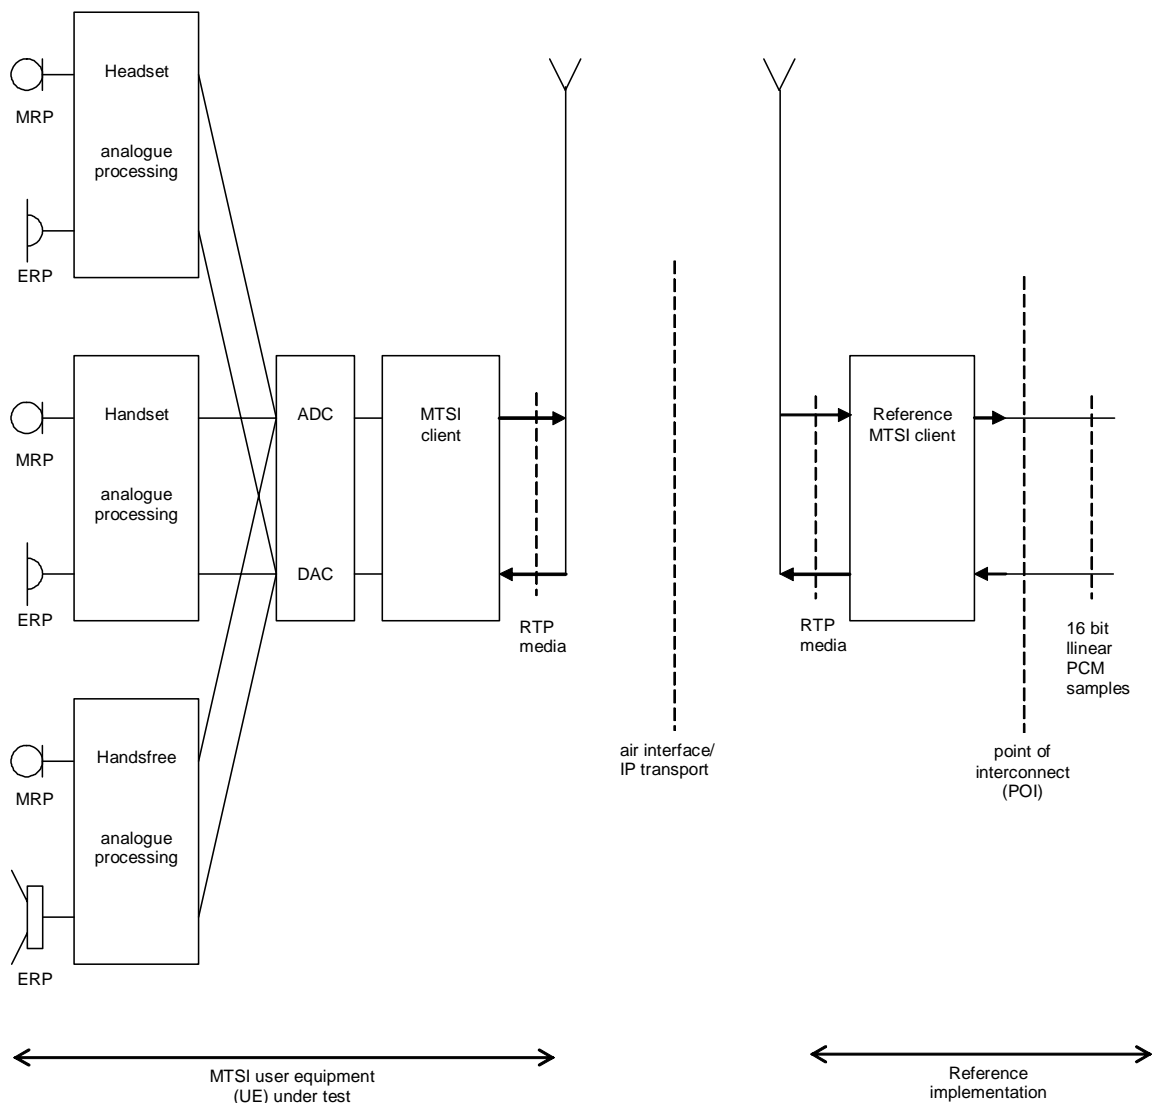 Headset
MRP
analogue
processing
ERP
Handset
MRP
analogue
processing
ERP
ADC
DAC
MTSI
client
RTP
media
Reference
MTSI client
RTP
media
16 bit
llinear
PCM
samples
Handsfree
MRP
analogue
processing
ERP
air interface/
IP transport
point of
interconnect
(POI)
MTSI user equipment
(UE) under test
Reference
implementation